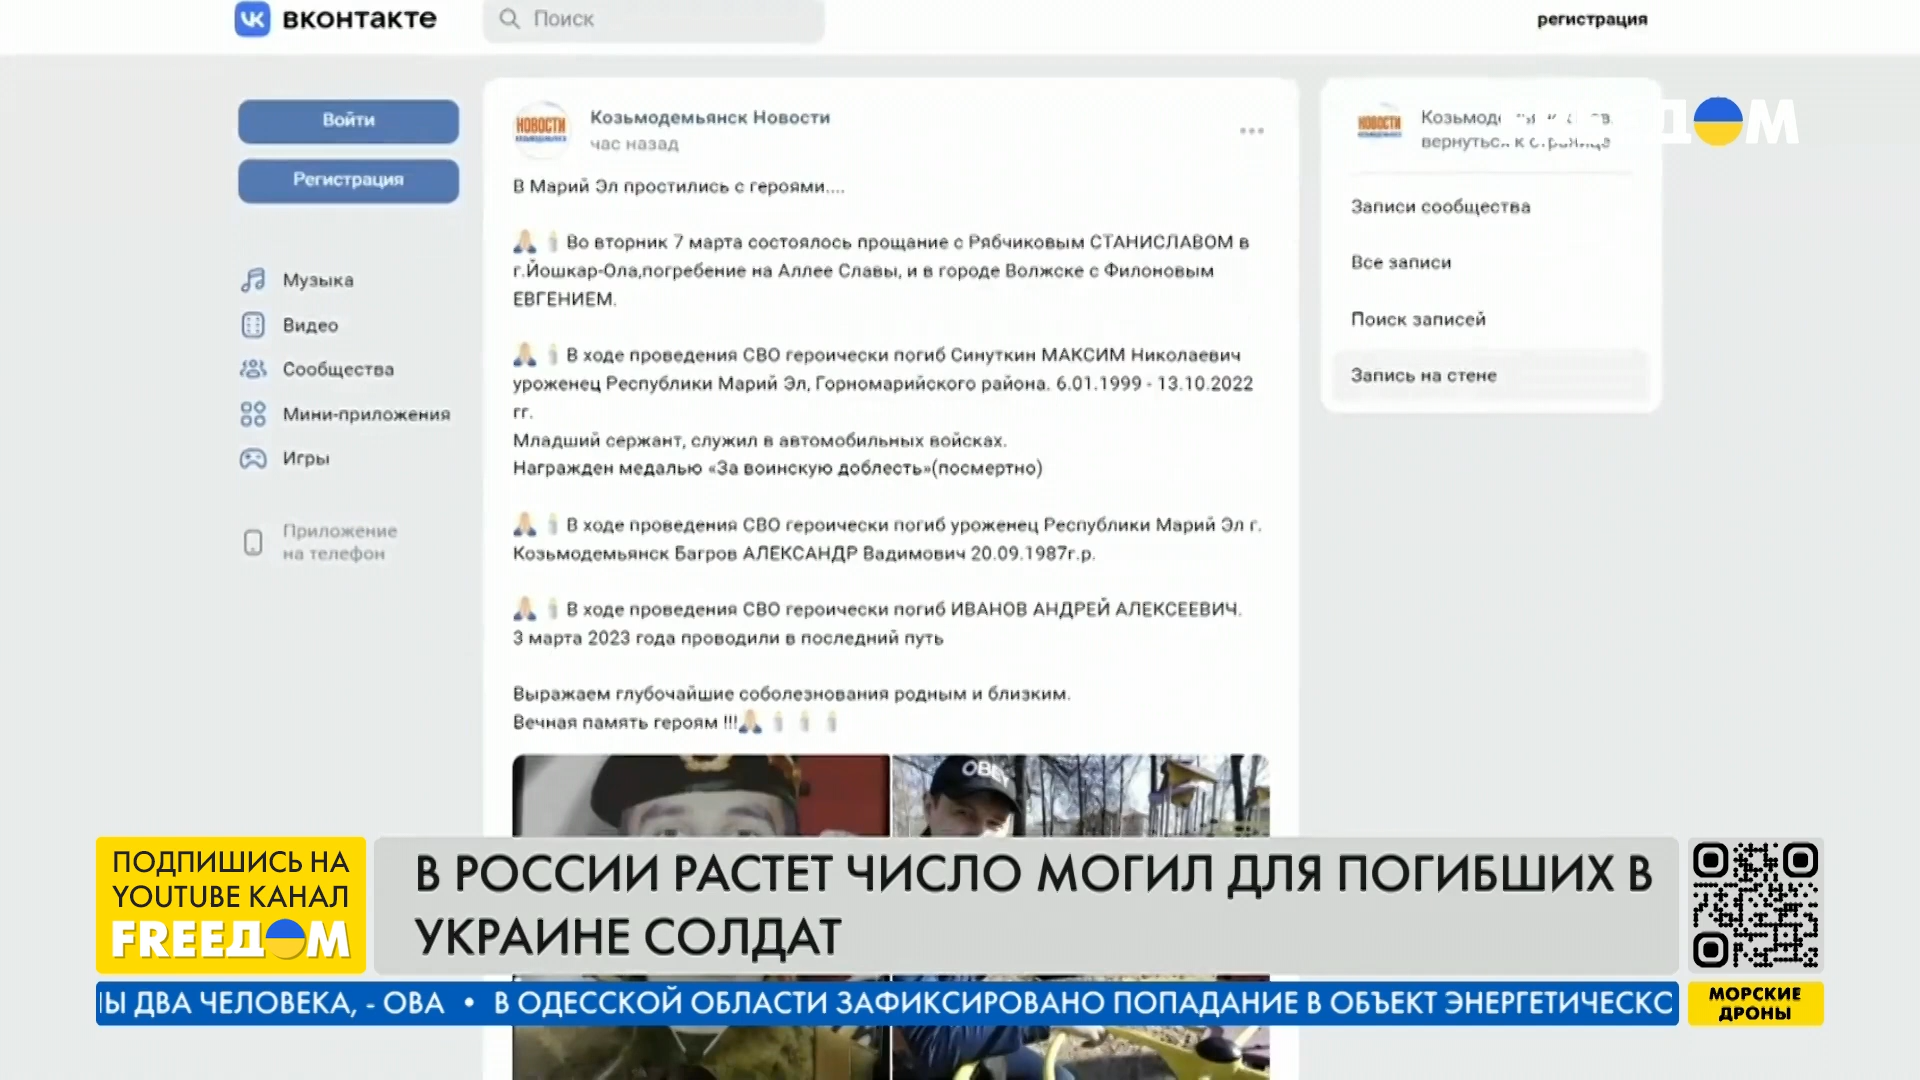 вконтакте
Поиск
регистрация
Войти
Регистрация
Музыка
Видео
Сообщества
Мини-приложения
Игры
Приложение
на телефон
НОВОСТИ
Козьмодемьянск Новости
час назад
В Марий Эл простились с героями....
Во вторник 7 марта состоялось прощание с Рябчиковым СТАНИСЛАВОМ в
г.Йошкар-Ола,погребение на Аллее Славы, и в городе Волжске с Филоновым
ЕВГЕНИЕМ.
В ходе проведения СВО героически погиб Синуткин МАКСИМ Николаевич
уроженец Республики Марий Эл, Горномарийского района. 6.01.1999 - 13.10.2022
гг.
Младший сержант, служил в автомобильных войсках.
Награжден медалью «За воинскую доблесть»(посмертно)
В ходе проведения СВО героически погиб уроженец Республики Марий Эл г.
Козьмодемьянск Багров АЛЕКСАНДР Вадимович 20.09.1987г.р.
В ходе проведения СВО героически погиб ИВАНОВ АНДРЕЙ АЛЕКСЕЕВИЧ.
3 марта 2023 года проводили в последний путь
Выражаем глубочайшие соболезнования родным и близким.
Вечная память героям !!!
OBEY
НОВОСТИ
вернуться к странице
Записи сообщества
Все записи
Поиск записей
Запись на стене
ПОДПИШИСЬ НА
YOUTUBE КАНАЛ
FREEДOM
В РОССИИ РАСТЕТ ЧИСЛО МОГИЛ ДЛЯ ПОГИБШИХ В
УКРАИНЕ СОЛДАТ
НЫ ДВА ЧЕЛОВЕКА, - ОВА • В ОДЕССКОЙ ОБЛАСТИ ЗАФИКСИРОВАНО ПОПАДАНИЕ В ОБЪЕКТ ЭНЕРГЕТИЧЕСКО
МОРСКИЕ
ДРОНЫ